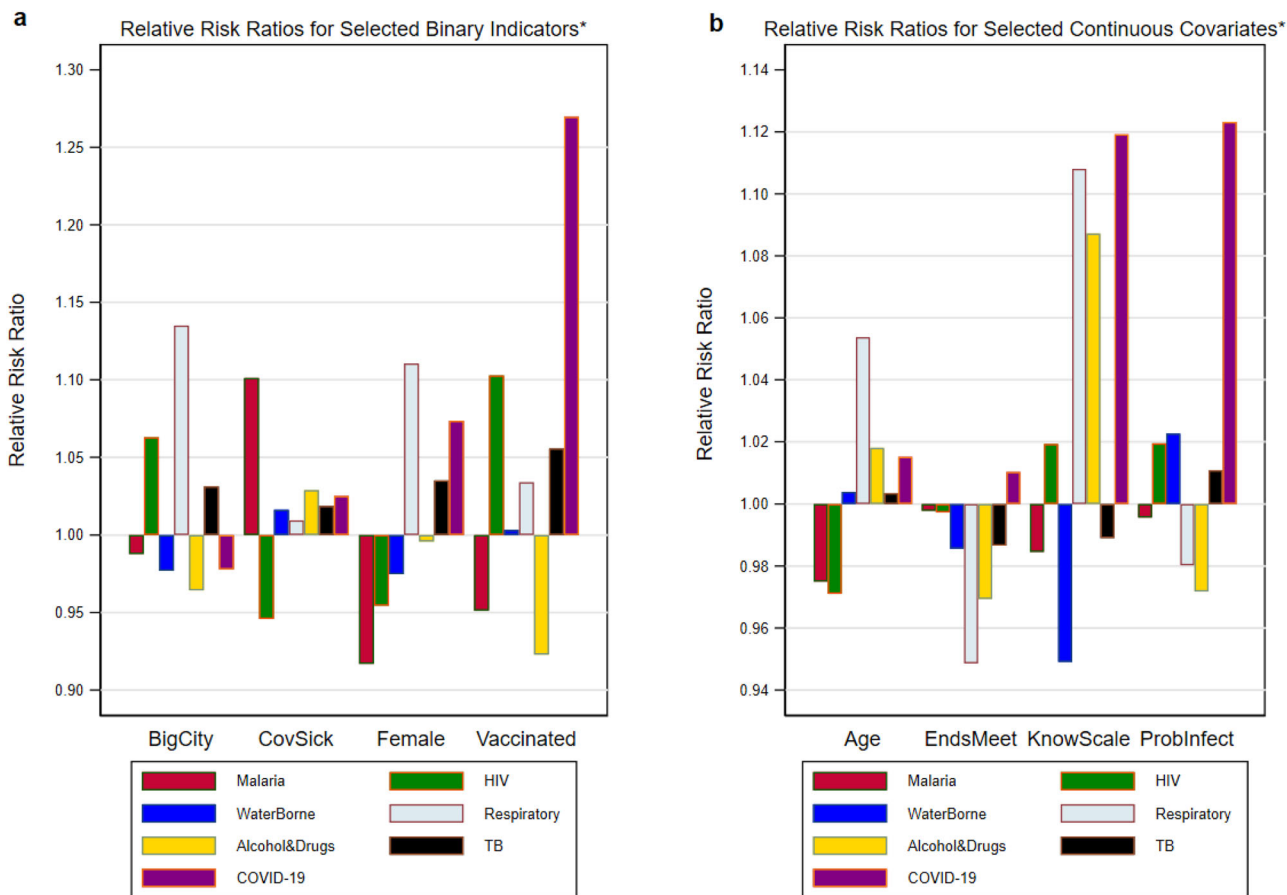 a
Relative Risk Ratios for Selected Binary Indicators*
1.30
1.25
1.20
1.15
1.10
1.05
1.00
0.95
0.90
Relative Risk Ratio
BigCity CovSick Female Vaccinated
Malaria HIV
WaterBorne Respiratory
Alcohol&Drugs TB
COVID-19
b
Relative Risk Ratios for Selected Continuous Covariates*
1.14
1.12
1.10
1.08
1.06
1.04
1.02
1.00
0.98
0.96
0.94
Relative Risk Ratio
Age EndsMeet KnowScale ProbInfect
Malaria HIV
WaterBorne Respiratory
Alcohol&Drugs TB
COVID-19